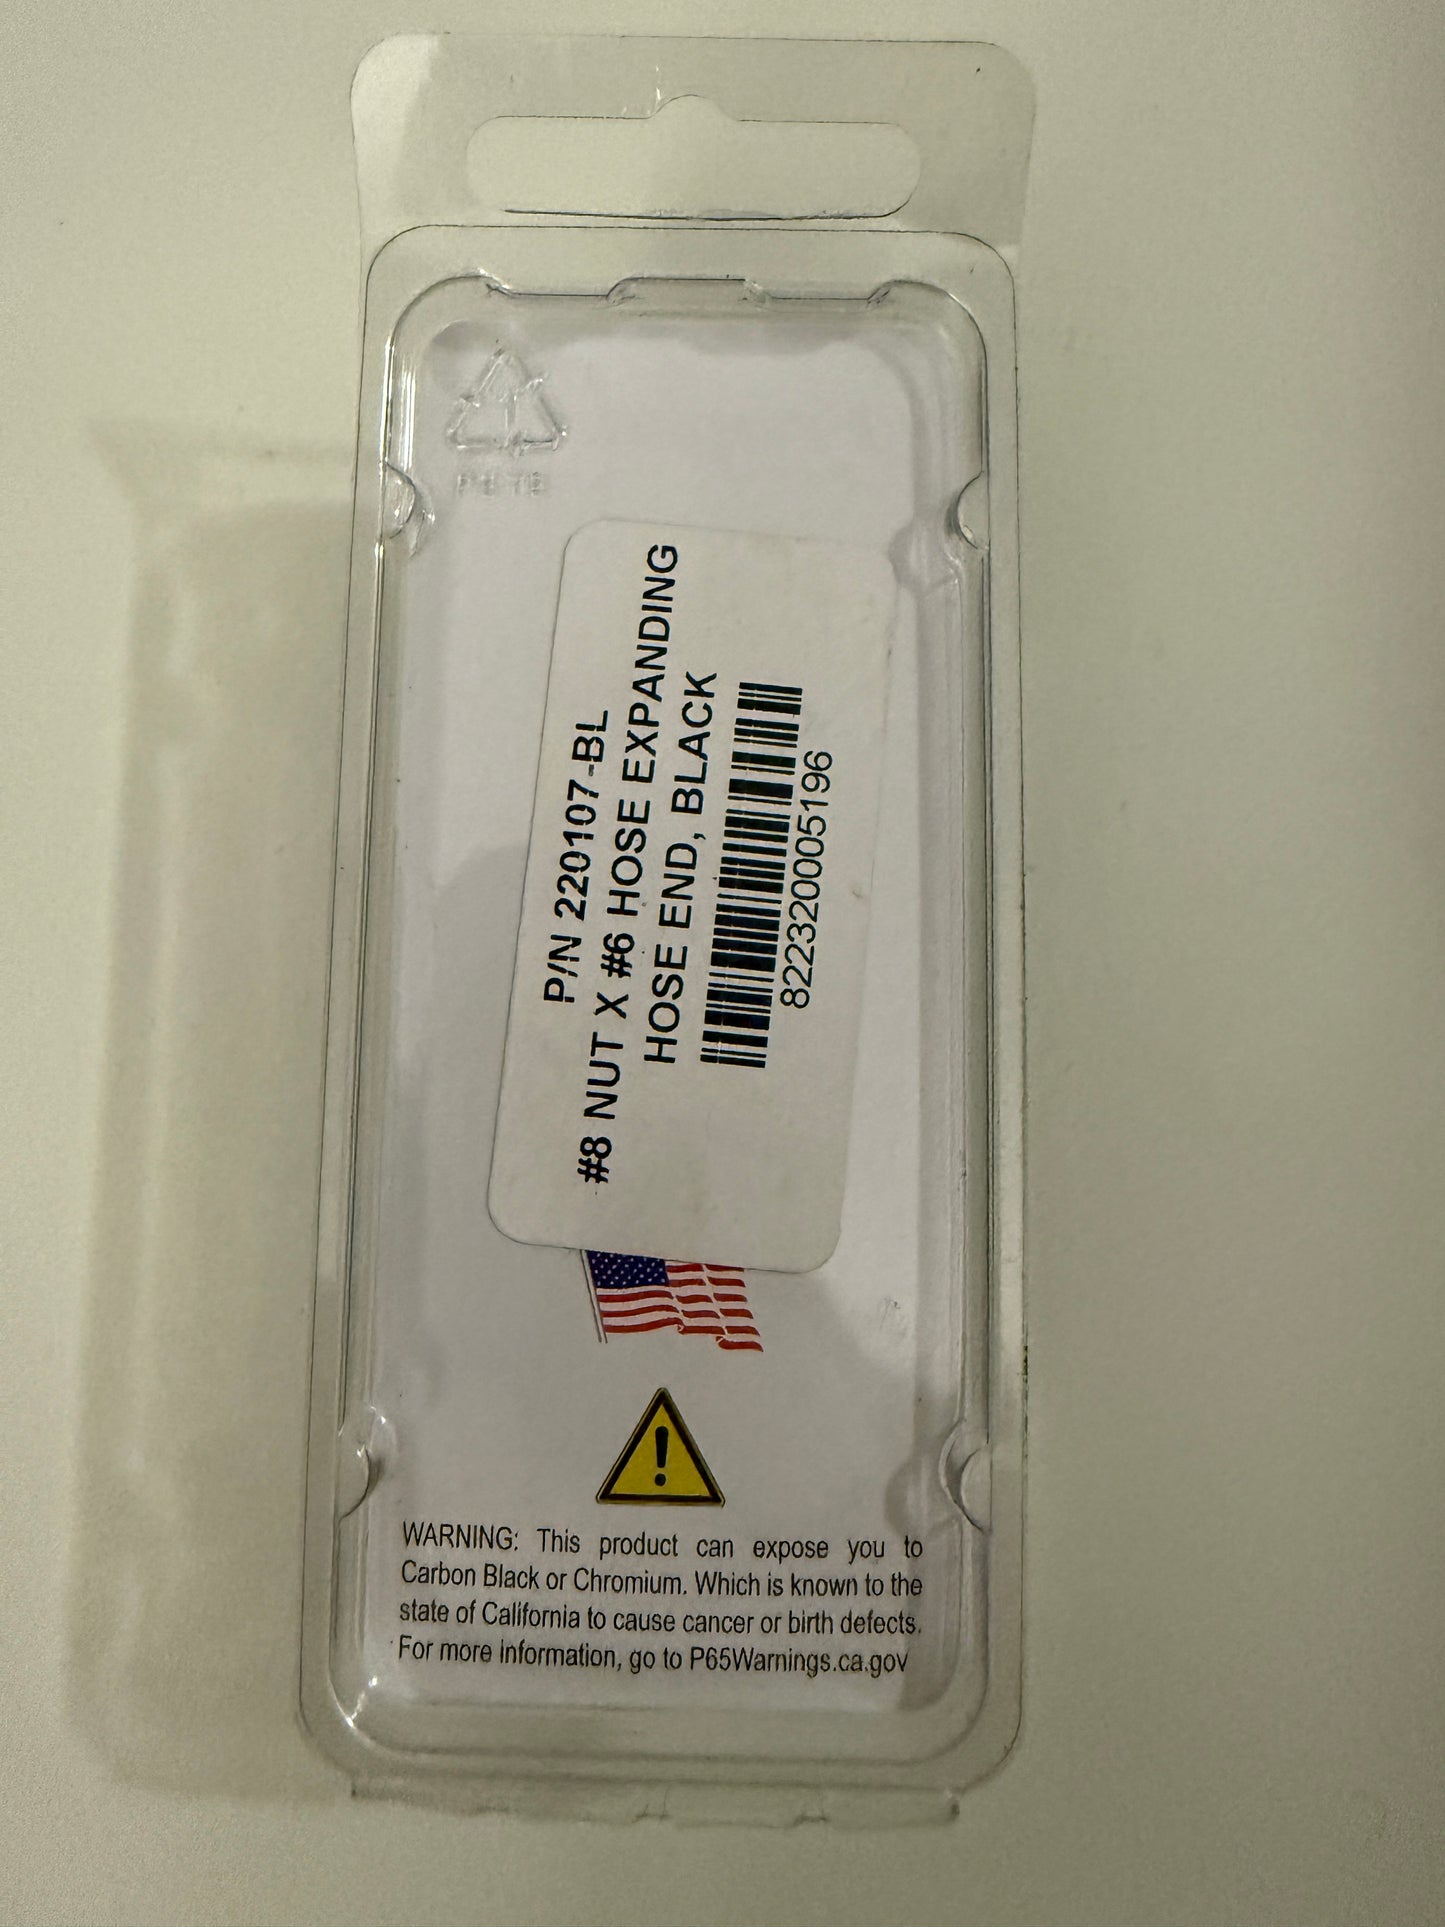 P/N 220107-BL
#8 NUT X #6 HOSE EXPANDING
HOSE END, BLACK
822320005196
WARNING: This product can expose you to
Carbon Black or Chromium. Which is known to the
state of California to cause cancer or birth defects.
For more information, go to P65Warnings.ca.gov